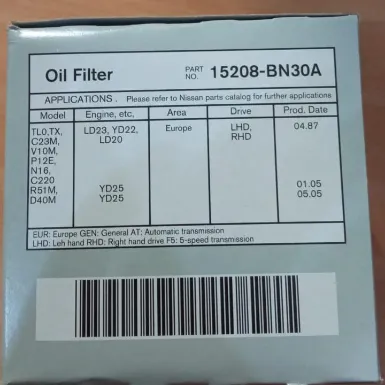 Oil Filter PART NO. 15208-BN30A
APPLICATIONS . Please refer to Nissan parts catalog for further applications
Model Engine, etc, Area Drive Prod. Date
TL0,TX, LD23, YD22, Europe LHD, 04.87
C23M, LD20 RHD
V10M,
P12E,
N16,
C220
R51M, YD25 01.05
D40M YD25 05.05
EUR: Europe GEN: General AT: Automatic transmission
LHD: Leh hand RHD: Right hand drive F5: 5-speed transmission